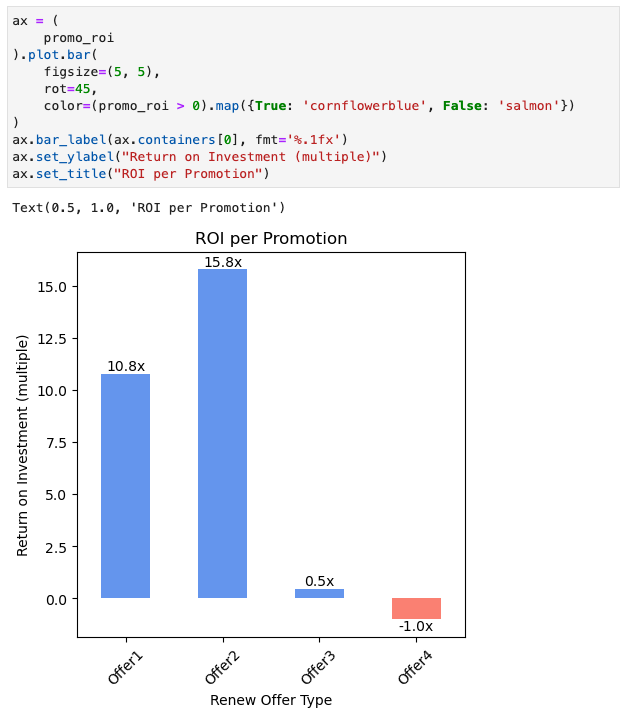 ax = (
    promo_roi
).plot.bar(
    figsize=(5, 5),
    rot=45,
    color=(promo_roi > 0).map({True: 'cornflowerblue', False: 'salmon'})
)
ax.bar_label(ax.containers[0], fmt='%.1fx')
ax.set_ylabel("Return on Investment (multiple)")
ax.set_title("ROI per Promotion")
Text(0.5, 1.0, 'ROI per Promotion')
ROI per Promotion
15.8x
15.0
12.5
10.8x
10.0
7.5
5.0
2.5
0.5x
0.0
-1.0x
Return on Investment (multiple)
Offer1 Offer2 Offer3 Offer4
Renew Offer Type